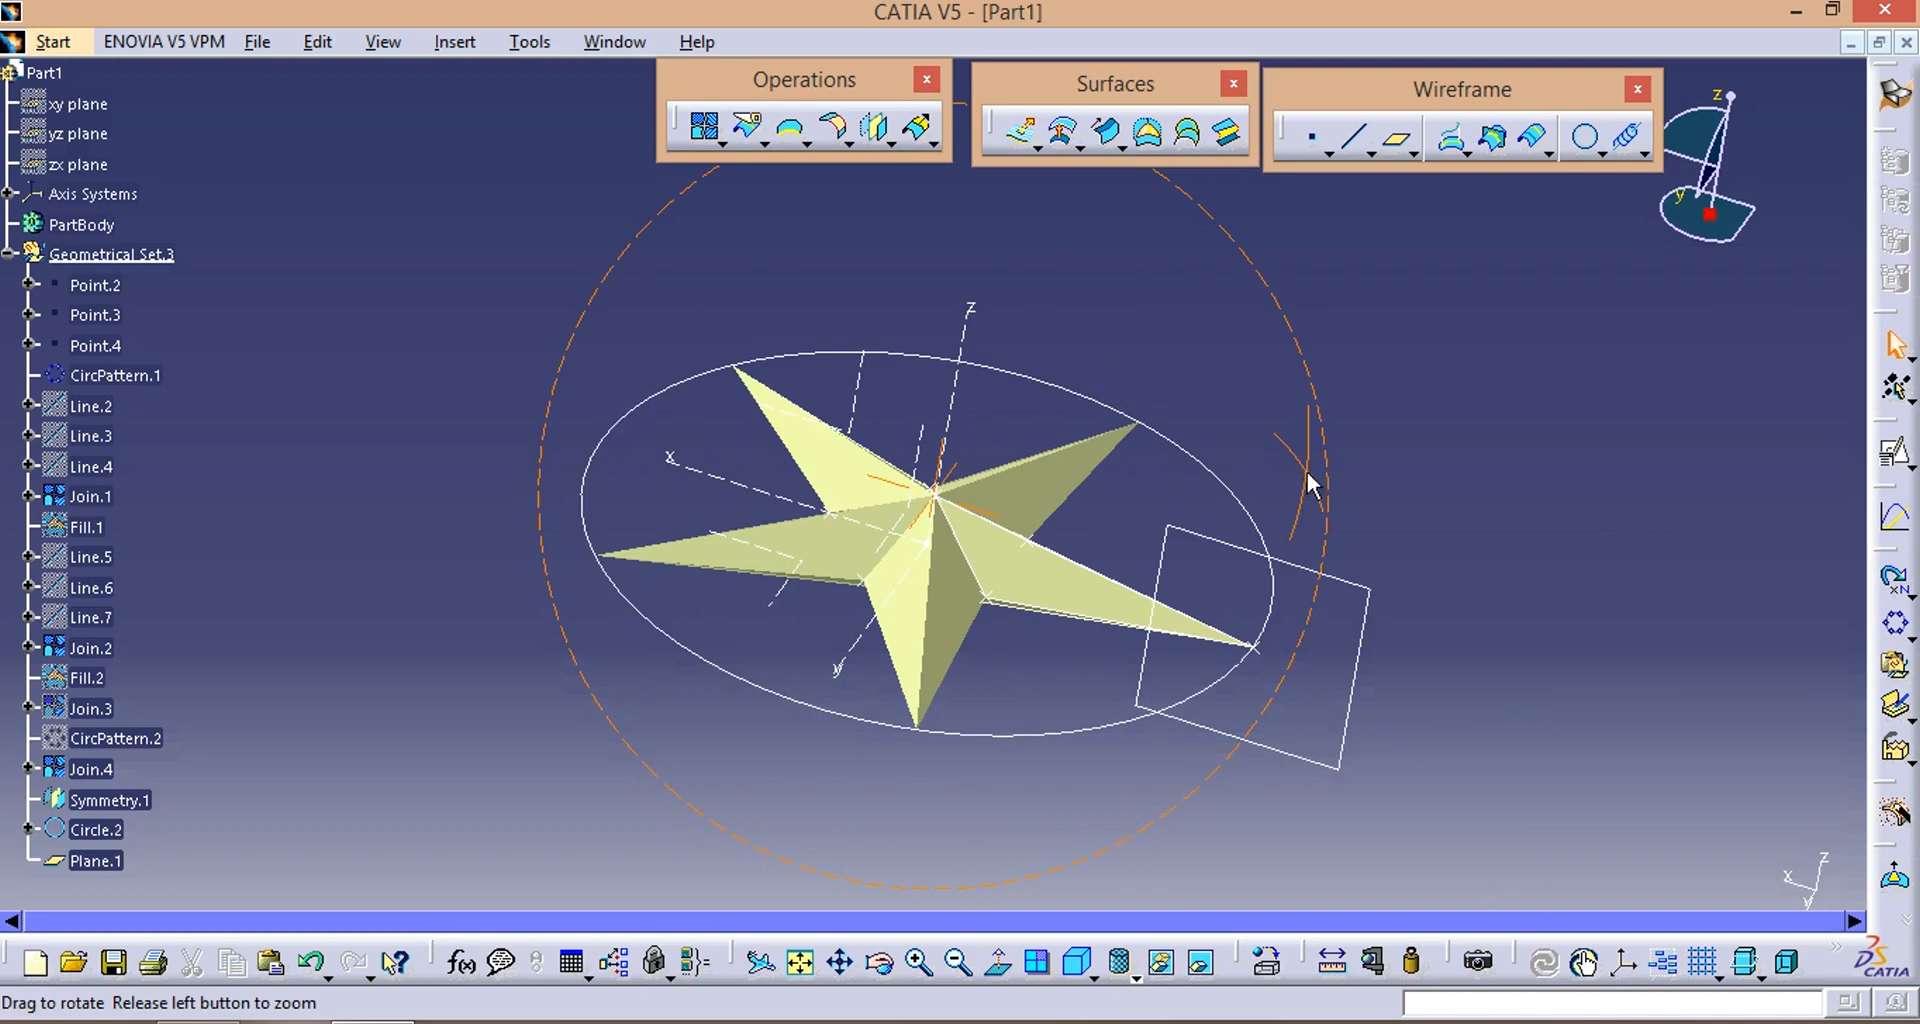 CATIA V5 - [Part1]
Start ENOVIA V5 VPM File Edit View Insert Tools Window Help
Part1
xy plane
yz plane
zx plane
Axis Systems
PartBody
Geometrical Set.3
Point.2
Point.3
Point.4
CircPattern.1
Line.2
Line.3
Line.4
Join.1
Fill.1
Line.5
Line.6
Line.7
Join.2
Fill.2
Join.3
CircPattern.2
Join.4
Symmetry.1
Circle.2
Plane.1
Operations
Surfaces
Wireframe
z
y
z
x
y
xN
z
x
y
f(x)
CATIA
Drag to rotate Release left button to zoom